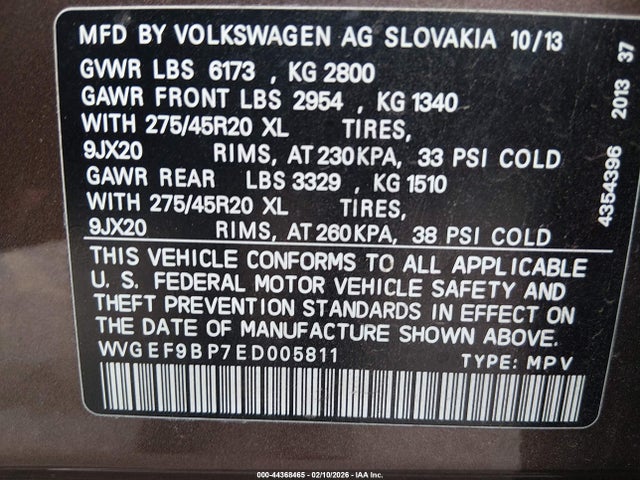 MFD BY VOLKSWAGEN AG SLOVAKIA 10/13
GVWR LBS 6173 , KG 2800
GAWR FRONT LBS 2954 , KG 1340
WITH 275/45R20 XL TIRES,
9JX20 RIMS, AT 230KPA, 33 PSI COLD
GAWR REAR LBS 3329 , KG 1510
WITH 275/45R20 XL TIRES,
9JX20 RIMS, AT 260KPA, 38 PSI COLD
THIS VEHICLE CONFORMS TO ALL APPLICABLE
U. S. FEDERAL MOTOR VEHICLE SAFETY AND
THEFT PREVENTION STANDARDS IN EFFECT ON
THE DATE OF MANUFACTURE SHOWN ABOVE.
WVGEF9BP7ED005811
TYPE: MPV
4354396 2013 37
000-44368465 - 02/10/2026 - IAA Inc.